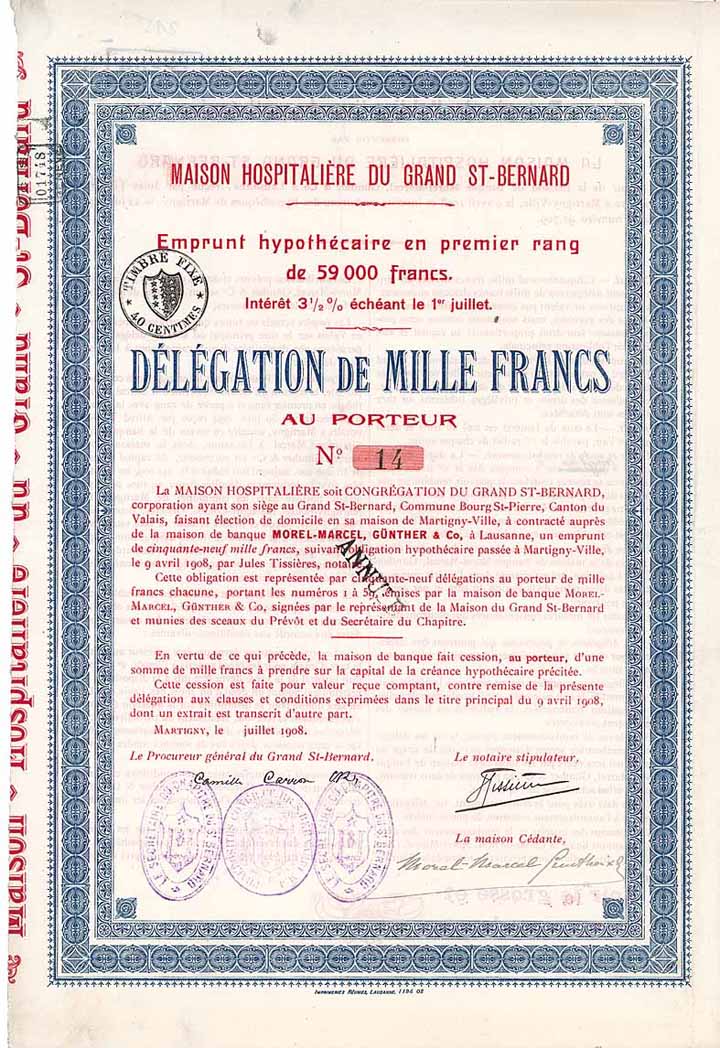 MAISON HOSPITALIÈRE DU GRAND ST-BERNARD
Emprunt hypothécaire en premier rang
de 59 000 francs.
Intérêt 3 1/2 % échéant le 1er juillet.
TIMBRE FIXE
40 CENTIMES
DÉLÉGATION DE MILLE FRANCS
AU PORTEUR
N° 14
La MAISON HOSPITALIÈRE soit CONGRÉGATION DU GRAND ST-BERNARD,
corporation ayant son siège au Grand St-Bernard, Commune Bourg St-Pierre, Canton du
Valais, faisant élection de domicile en sa maison de Martigny-Ville, à contracté auprès
de la maison de banque MOREL-MARCEL, GÜNTHER & Co, à Lausanne, un emprunt
de cinquante-neuf mille francs, suivant obligation hypothécaire passée à Martigny-Ville,
le 9 avril 1908, par Jules Tissières, notaire.
Cette obligation est représentée par cinquante-neuf délégations au porteur de mille
francs chacune, portant les numéros 1 à 59, émises par la maison de banque MOREL-
MARCEL, GÜNTHER & Co, signées par le représentant de la Maison du Grand St-Bernard
et munies des sceaux du Prévôt et du Secrétaire du Chapitre.
ANNULÉ
En vertu de ce qui précède, la maison de banque fait cession, au porteur, d'une
somme de mille francs à prendre sur la capital de la créance hypothécaire précitée.
Cette cession est faite pour valeur reçue comptant, contre remise de la présente
délégation aux clauses et conditions exprimées dans le titre principal du 9 avril 1908,
dont un extrait est transcrit d'autre part.
MARTIGNY, le juillet 1908.
Le Procureur général du Grand St-Bernard. Le notaire stipulateur,
Camille Carron
La maison Cédante,
Morel-Marcel
Maison Hospitalière du Grand St-Bernard
01748
IMPRIMERIES RÉUNIES, LAUSANNE, 1194 02